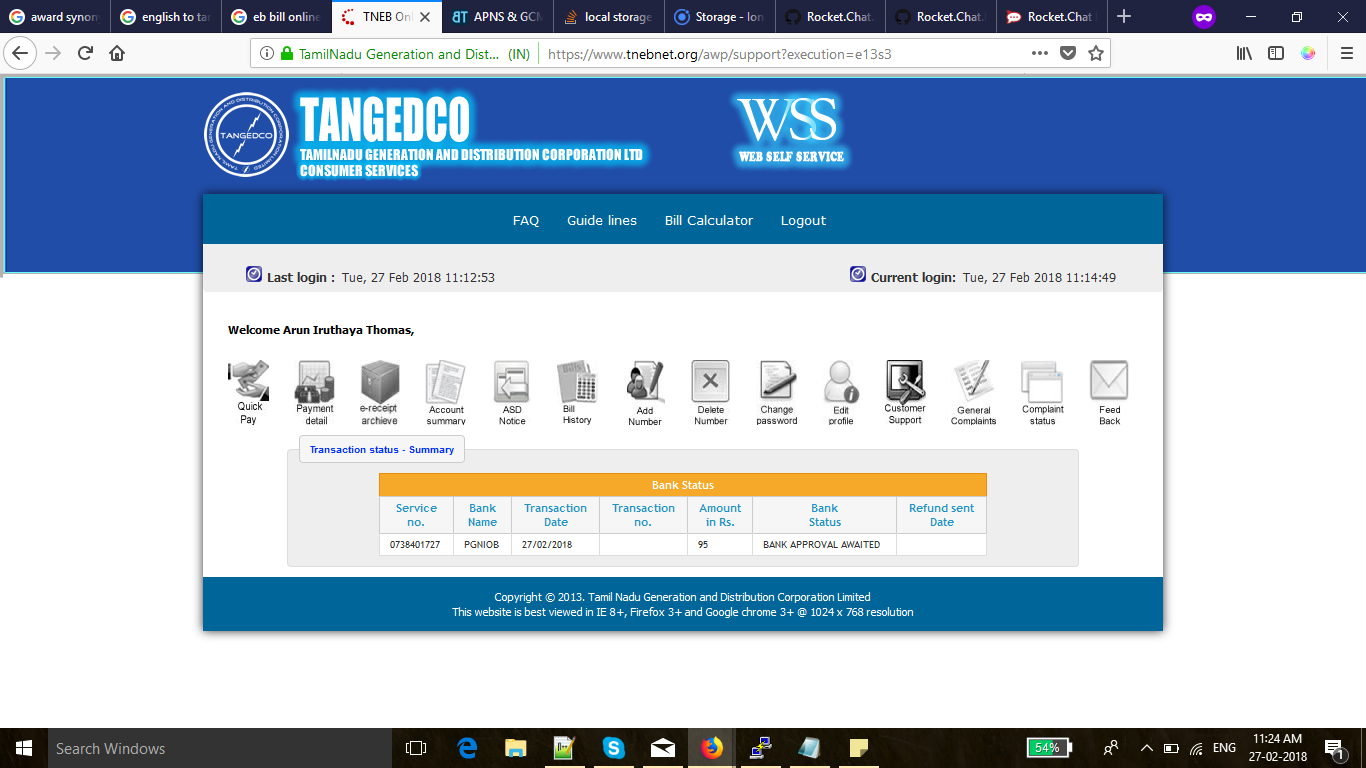 award synony
english to tar
eb bill online
TNEB Onl
APNS & GCM
local storage
Storage - Ion
Rocket.Chat.
Rocket.Chat.
Rocket.Chat
TamilNadu Generation and Dist... (IN)
https://www.tnebnet.org/awp/support?execution=e13s3
TANGEDCO
TANGEDCO
TAMILNADU GENERATION AND DISTRIBUTION CORPORATION LTD
CONSUMER SERVICES
WSS
WEB SELF SERVICE
FAQ Guide lines Bill Calculator Logout
Last login : Tue, 27 Feb 2018 11:12:53
Current login: Tue, 27 Feb 2018 11:14:49
Welcome Arun Iruthaya Thomas,
Quick
Pay
Payment
detail
e-receipt
archieve
Account
summary
ASD
Notice
Bill
History
Add
Number
Delete
Number
Change
password
Edit
profile
Customer
Support
General
Complaints
Complaint
status
Feed
Back
Transaction status - Summary
Bank Status
Service
no.
Bank
Name
Transaction
Date
Transaction
no.
Amount
in Rs.
Bank
Status
Refund sent
Date
0738401727 PGNIOB 27/02/2018 95 BANK APPROVAL AWAITED
Copyright © 2013. Tamil Nadu Generation and Distribution Corporation Limited
This website is best viewed in IE 8+, Firefox 3+ and Google chrome 3+ @ 1024 x 768 resolution
Search Windows
54%
ENG
11:24 AM
27-02-2018
1